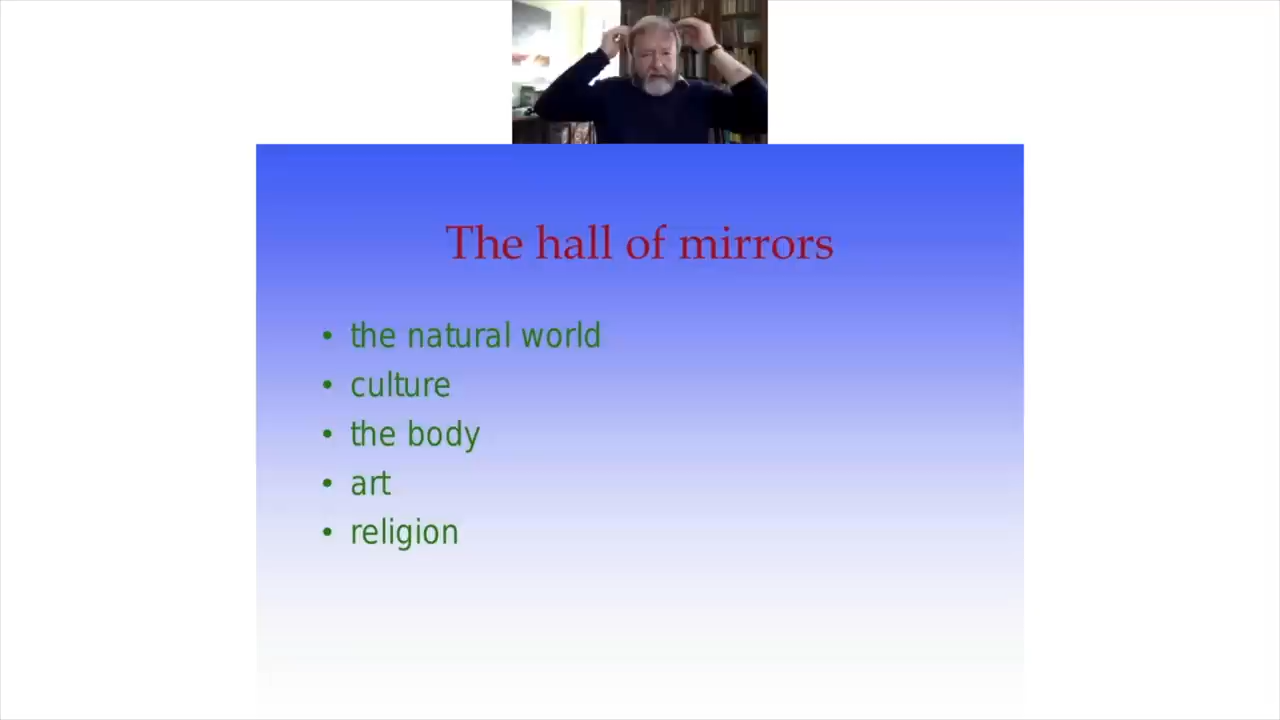 The hall of mirrors
• the natural world
• culture
• the body
• art
• religion